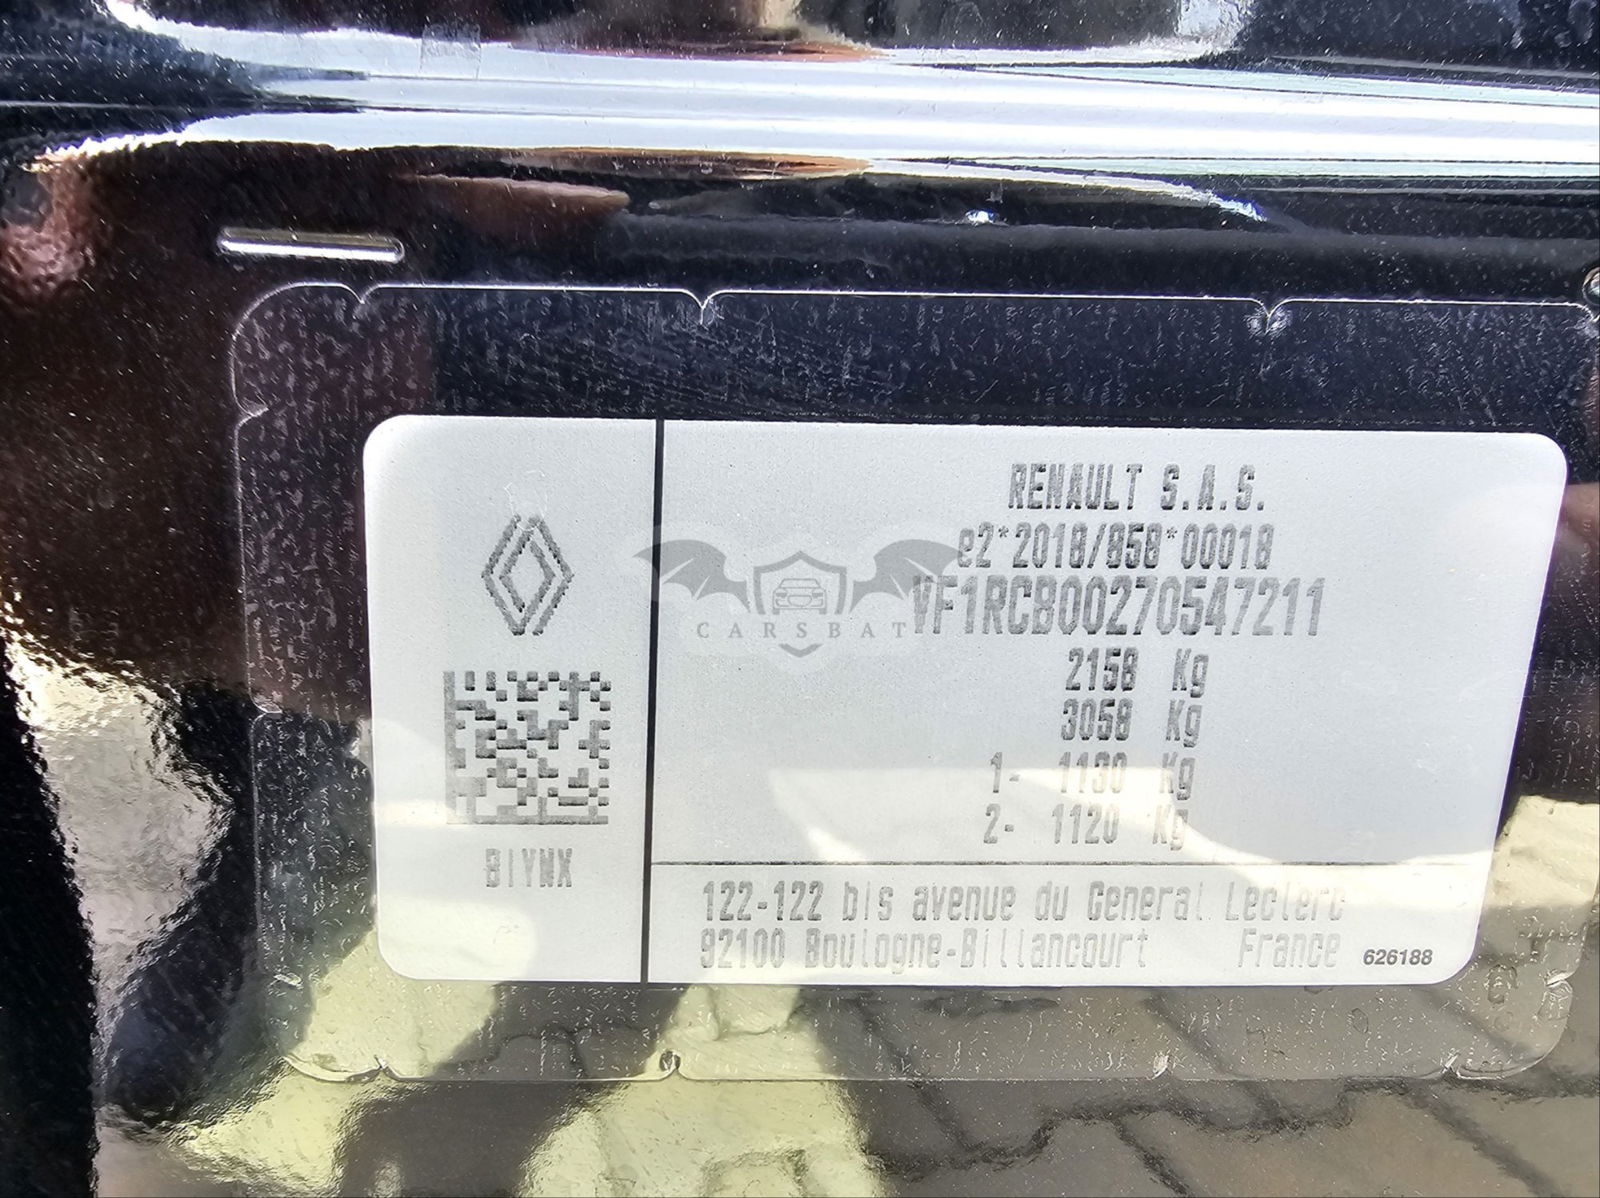 RENAULT S.A.S.
e2*2018/858*00018
VF1RCB00270547211
2158 Kg
3058 Kg
1- 1130 Kg
2- 1120 Kg
CARSBAT
BIYNX
122-122 bis avenue du General Leclerc
92100 Boulogne-Billancourt France
626188